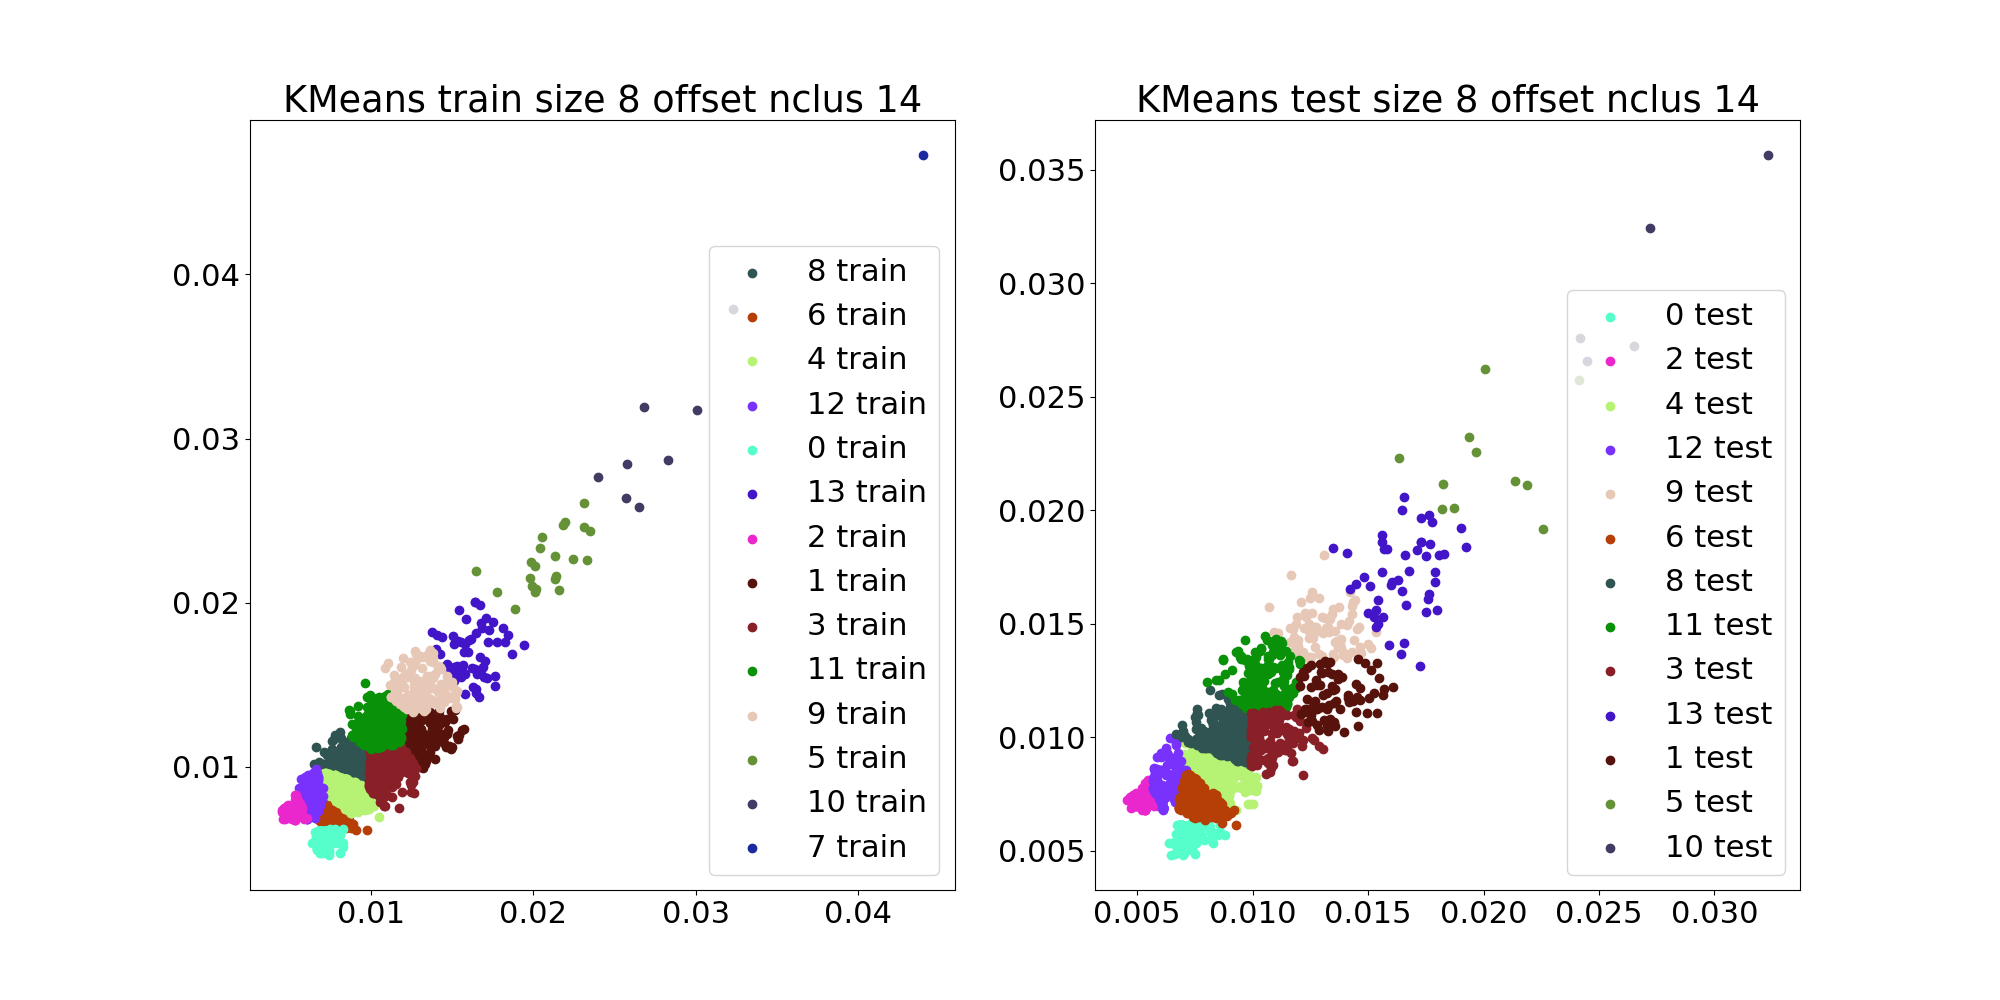 KMeans train size 8 offset nclus 14
0.04
0.03
0.02
0.01
0.01 0.02 0.03 0.04
8 train
6 train
4 train
12 train
0 train
13 train
2 train
1 train
3 train
11 train
9 train
5 train
10 train
7 train
KMeans test size 8 offset nclus 14
0.035
0.030
0.025
0.020
0.015
0.010
0.005
0.005 0.010 0.015 0.020 0.025 0.030
0 test
2 test
4 test
12 test
9 test
6 test
8 test
11 test
3 test
13 test
1 test
5 test
10 test